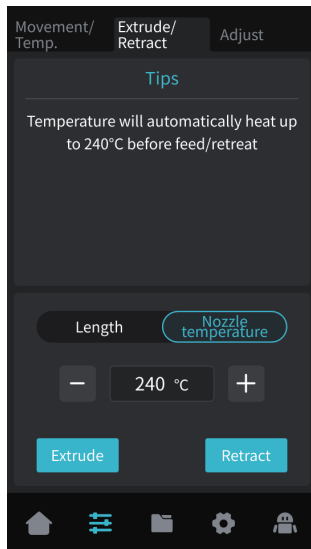 Movement/
Temp.
Extrude/
Retract
Adjust
Tips
Temperature will automatically heat up
to 240°C before feed/retreat
Length
Nozzle
temperature
− 240 °C +
Extrude
Retract